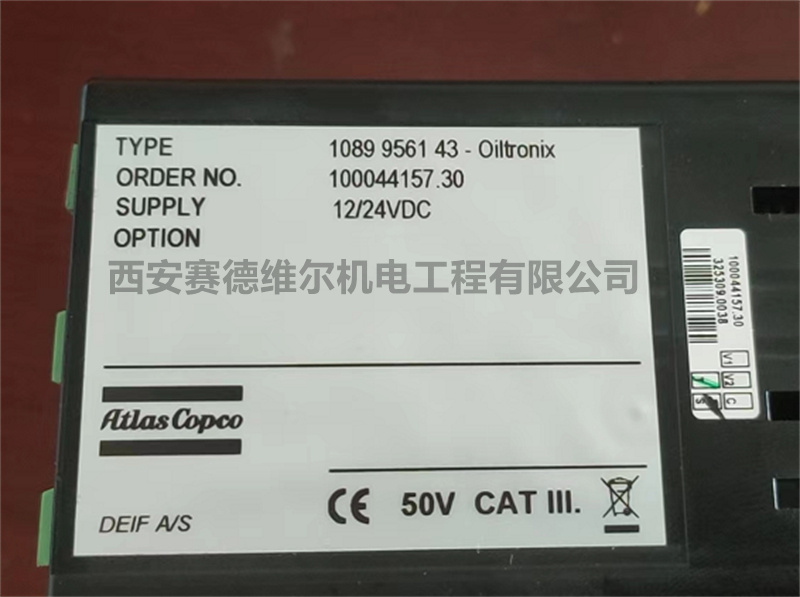 TYPE 1089 9561 43 - Oiltronix
ORDER NO. 100044157.30
SUPPLY 12/24VDC
OPTION
西安赛德维尔机电工程有限公司
Atlas Copco
CE 50V CAT III.
DEIF A/S
100044157.30
325309.0038
V1
V2
C
S